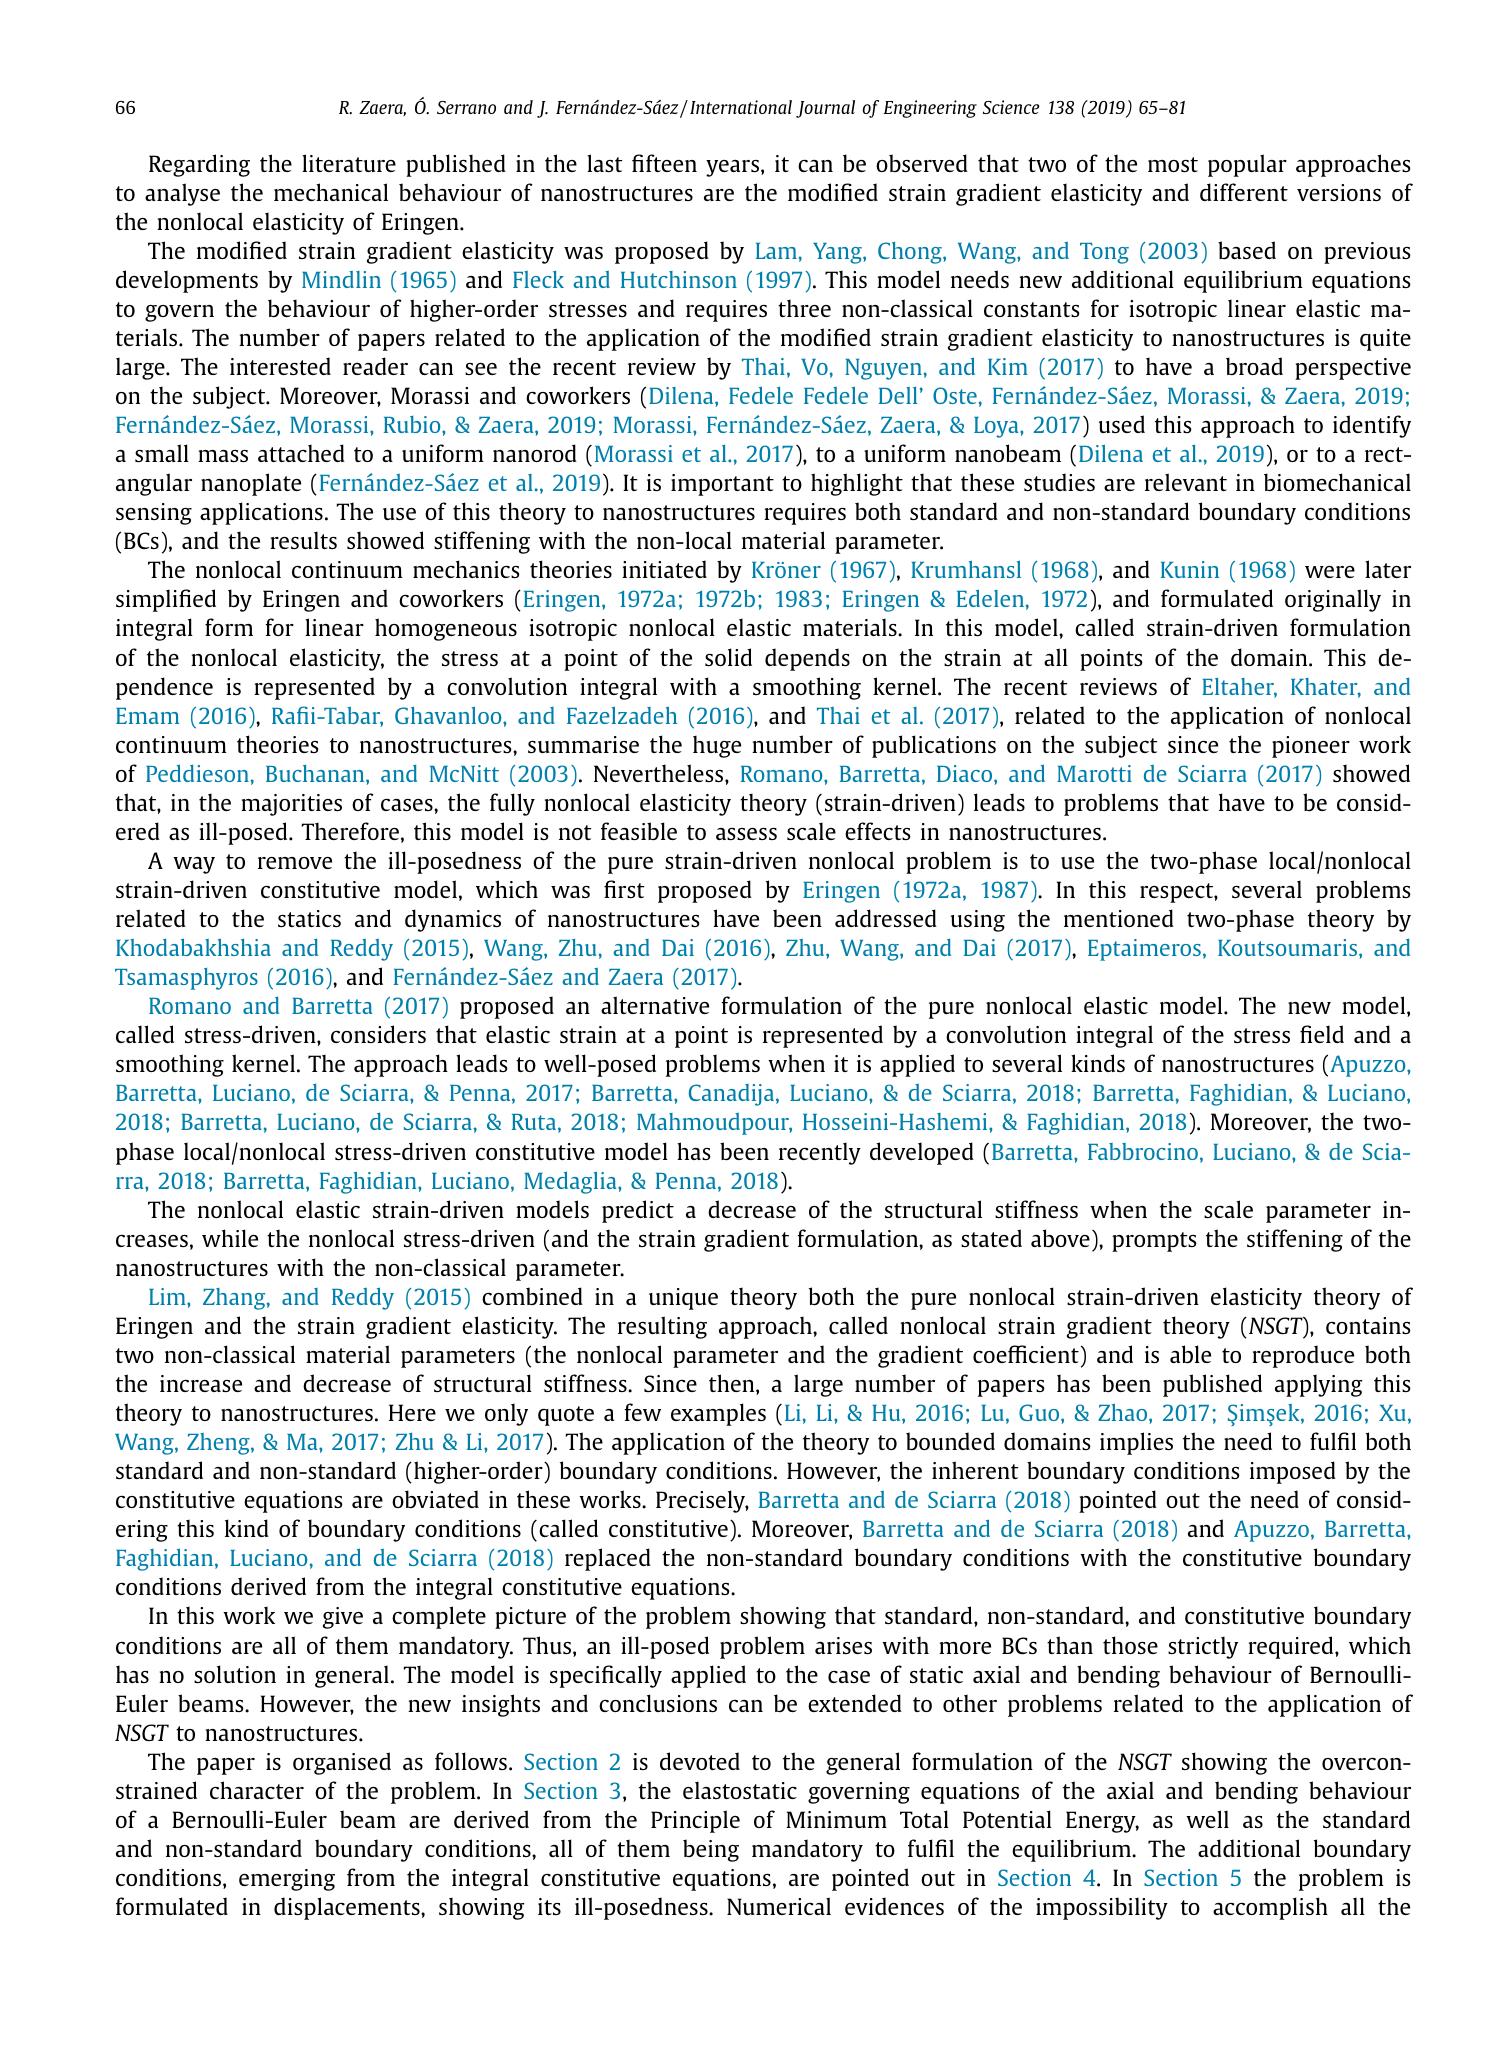 66
R. Zaera, Ó. Serrano and J. Fernández-Sáez / International Journal of Engineering Science 138 (2019) 65–81
Regarding the literature published in the last fifteen years, it can be observed that two of the most popular approaches
to analyse the mechanical behaviour of nanostructures are the modified strain gradient elasticity and different versions of
the nonlocal elasticity of Eringen.
The modified strain gradient elasticity was proposed by Lam, Yang, Chong, Wang, and Tong (2003) based on previous
developments by Mindlin (1965) and Fleck and Hutchinson (1997). This model needs new additional equilibrium equations
to govern the behaviour of higher-order stresses and requires three non-classical constants for isotropic linear elastic ma-
terials. The number of papers related to the application of the modified strain gradient elasticity to nanostructures is quite
large. The interested reader can see the recent review by Thai, Vo, Nguyen, and Kim (2017) to have a broad perspective
on the subject. Moreover, Morassi and coworkers (Dilena, Fedele Fedele Dell' Oste, Fernández-Sáez, Morassi, & Zaera, 2019;
Fernández-Sáez, Morassi, Rubio, & Zaera, 2019; Morassi, Fernández-Sáez, Zaera, & Loya, 2017) used this approach to identify
a small mass attached to a uniform nanorod (Morassi et al., 2017), to a uniform nanobeam (Dilena et al., 2019), or to a rect-
angular nanoplate (Fernández-Sáez et al., 2019). It is important to highlight that these studies are relevant in biomechanical
sensing applications. The use of this theory to nanostructures requires both standard and non-standard boundary conditions
(BCs), and the results showed stiffening with the non-local material parameter.
The nonlocal continuum mechanics theories initiated by Kröner (1967), Krumhansl (1968), and Kunin (1968) were later
simplified by Eringen and coworkers (Eringen, 1972a; 1972b; 1983; Eringen & Edelen, 1972), and formulated originally in
integral form for linear homogeneous isotropic nonlocal elastic materials. In this model, called strain-driven formulation
of the nonlocal elasticity, the stress at a point of the solid depends on the strain at all points of the domain. This de-
pendence is represented by a convolution integral with a smoothing kernel. The recent reviews of Eltaher, Khater, and
Emam (2016), Rafii-Tabar, Ghavanloo, and Fazelzadeh (2016), and Thai et al. (2017), related to the application of nonlocal
continuum theories to nanostructures, summarise the huge number of publications on the subject since the pioneer work
of Peddieson, Buchanan, and McNitt (2003). Nevertheless, Romano, Barretta, Diaco, and Marotti de Sciarra (2017) showed
that, in the majorities of cases, the fully nonlocal elasticity theory (strain-driven) leads to problems that have to be consid-
ered as ill-posed. Therefore, this model is not feasible to assess scale effects in nanostructures.
A way to remove the ill-posedness of the pure strain-driven nonlocal problem is to use the two-phase local/nonlocal
strain-driven constitutive model, which was first proposed by Eringen (1972a, 1987). In this respect, several problems
related to the statics and dynamics of nanostructures have been addressed using the mentioned two-phase theory by
Khodabakhshia and Reddy (2015), Wang, Zhu, and Dai (2016), Zhu, Wang, and Dai (2017), Eptaimeros, Koutsoumaris, and
Tsamasphyros (2016), and Fernández-Sáez and Zaera (2017).
Romano and Barretta (2017) proposed an alternative formulation of the pure nonlocal elastic model. The new model,
called stress-driven, considers that elastic strain at a point is represented by a convolution integral of the stress field and a
smoothing kernel. The approach leads to well-posed problems when it is applied to several kinds of nanostructures (Apuzzo,
Barretta, Luciano, de Sciarra, & Penna, 2017; Barretta, Canadija, Luciano, & de Sciarra, 2018; Barretta, Faghidian, & Luciano,
2018; Barretta, Luciano, de Sciarra, & Ruta, 2018; Mahmoudpour, Hosseini-Hashemi, & Faghidian, 2018). Moreover, the two-
phase local/nonlocal stress-driven constitutive model has been recently developed (Barretta, Fabbrocino, Luciano, & de Scia-
rra, 2018; Barretta, Faghidian, Luciano, Medaglia, & Penna, 2018).
The nonlocal elastic strain-driven models predict a decrease of the structural stiffness when the scale parameter in-
creases, while the nonlocal stress-driven (and the strain gradient formulation, as stated above), prompts the stiffening of the
nanostructures with the non-classical parameter.
Lim, Zhang, and Reddy (2015) combined in a unique theory both the pure nonlocal strain-driven elasticity theory of
Eringen and the strain gradient elasticity. The resulting approach, called nonlocal strain gradient theory (NSGT), contains
two non-classical material parameters (the nonlocal parameter and the gradient coefficient) and is able to reproduce both
the increase and decrease of structural stiffness. Since then, a large number of papers has been published applying this
theory to nanostructures. Here we only quote a few examples (Li, Li, & Hu, 2016; Lu, Guo, & Zhao, 2017; Şimşek, 2016; Xu,
Wang, Zheng, & Ma, 2017; Zhu & Li, 2017). The application of the theory to bounded domains implies the need to fulfil both
standard and non-standard (higher-order) boundary conditions. However, the inherent boundary conditions imposed by the
constitutive equations are obviated in these works. Precisely, Barretta and de Sciarra (2018) pointed out the need of consid-
ering this kind of boundary conditions (called constitutive). Moreover, Barretta and de Sciarra (2018) and Apuzzo, Barretta,
Faghidian, Luciano, and de Sciarra (2018) replaced the non-standard boundary conditions with the constitutive boundary
conditions derived from the integral constitutive equations.
In this work we give a complete picture of the problem showing that standard, non-standard, and constitutive boundary
conditions are all of them mandatory. Thus, an ill-posed problem arises with more BCs than those strictly required, which
has no solution in general. The model is specifically applied to the case of static axial and bending behaviour of Bernoulli-
Euler beams. However, the new insights and conclusions can be extended to other problems related to the application of
NSGT to nanostructures.
The paper is organised as follows. Section 2 is devoted to the general formulation of the NSGT showing the overcon-
strained character of the problem. In Section 3, the elastostatic governing equations of the axial and bending behaviour
of a Bernoulli-Euler beam are derived from the Principle of Minimum Total Potential Energy, as well as the standard
and non-standard boundary conditions, all of them being mandatory to fulfil the equilibrium. The additional boundary
conditions, emerging from the integral constitutive equations, are pointed out in Section 4. In Section 5 the problem is
formulated in displacements, showing its ill-posedness. Numerical evidences of the impossibility to accomplish all the